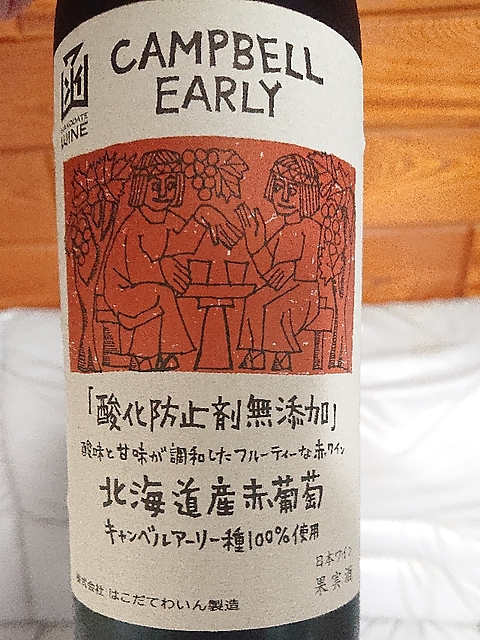 函
HAKODATE
WINE
CAMPBELL
EARLY
「酸化防止剤無添加」
酸味と甘味が調和したフルーティーな赤ワイン
北海道産赤葡萄
キャンベルアーリー種100%使用
日本ワイン
果実酒
株式会社 はこだてわいん製造